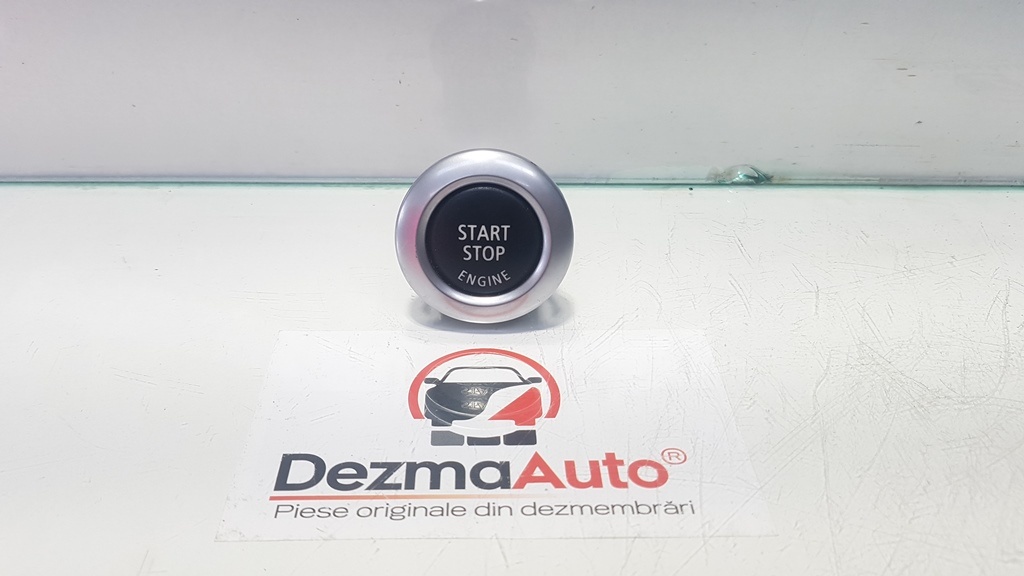 START
STOP
ENGINE
DezmaAuto®
Piese originale din dezmembrări